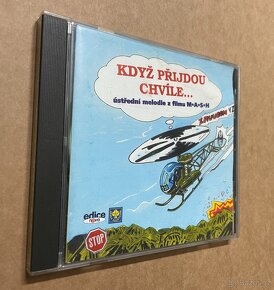 KDYŽ PŘIJDOU
CHVÍLE...
ústřední melodie z filmu M*A*S*H
edice
STOP